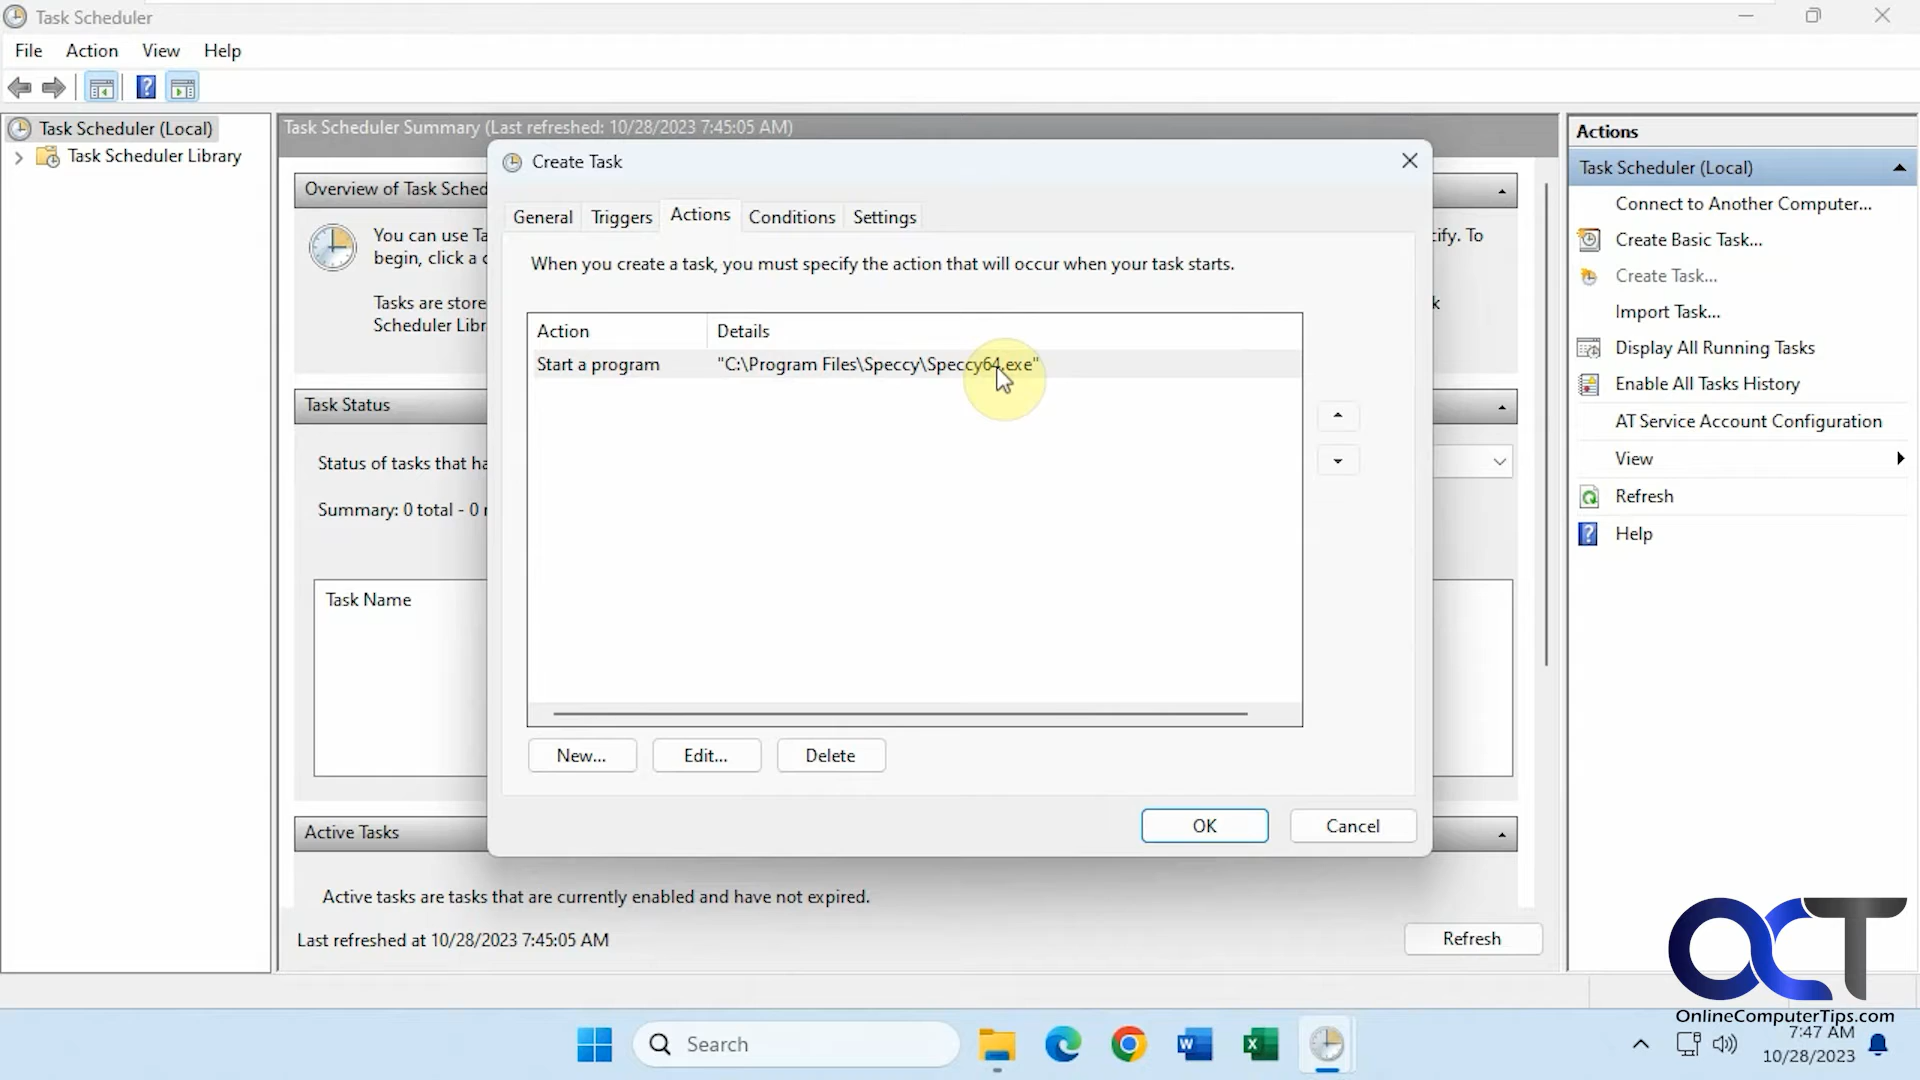 Task Scheduler
File Action View Help
Task Scheduler (Local)
Task Scheduler Library
Task Scheduler Summary (Last refreshed: 10/28/2023 7:45:05 AM)
Overview of Task Sched
You can use Ta
begin, click a c
Tasks are store
Scheduler Libr
ify. To
k
Task Status
Status of tasks that ha
Summary: 0 total - 0 r
Task Name
Active Tasks
Active tasks are tasks that are currently enabled and have not expired.
Last refreshed at 10/28/2023 7:45:05 AM
Refresh
Create Task
General Triggers Actions Conditions Settings
When you create a task, you must specify the action that will occur when your task starts.
Action Details
Start a program "C:\Program Files\Speccy\Speccy64.exe"
New... Edit... Delete
OK Cancel
Actions
Task Scheduler (Local)
Connect to Another Computer...
Create Basic Task...
Create Task...
Import Task...
Display All Running Tasks
Enable All Tasks History
AT Service Account Configuration
View
Refresh
Help
OCT
OnlineComputerTips.com
Search
7:47 AM
10/28/2023